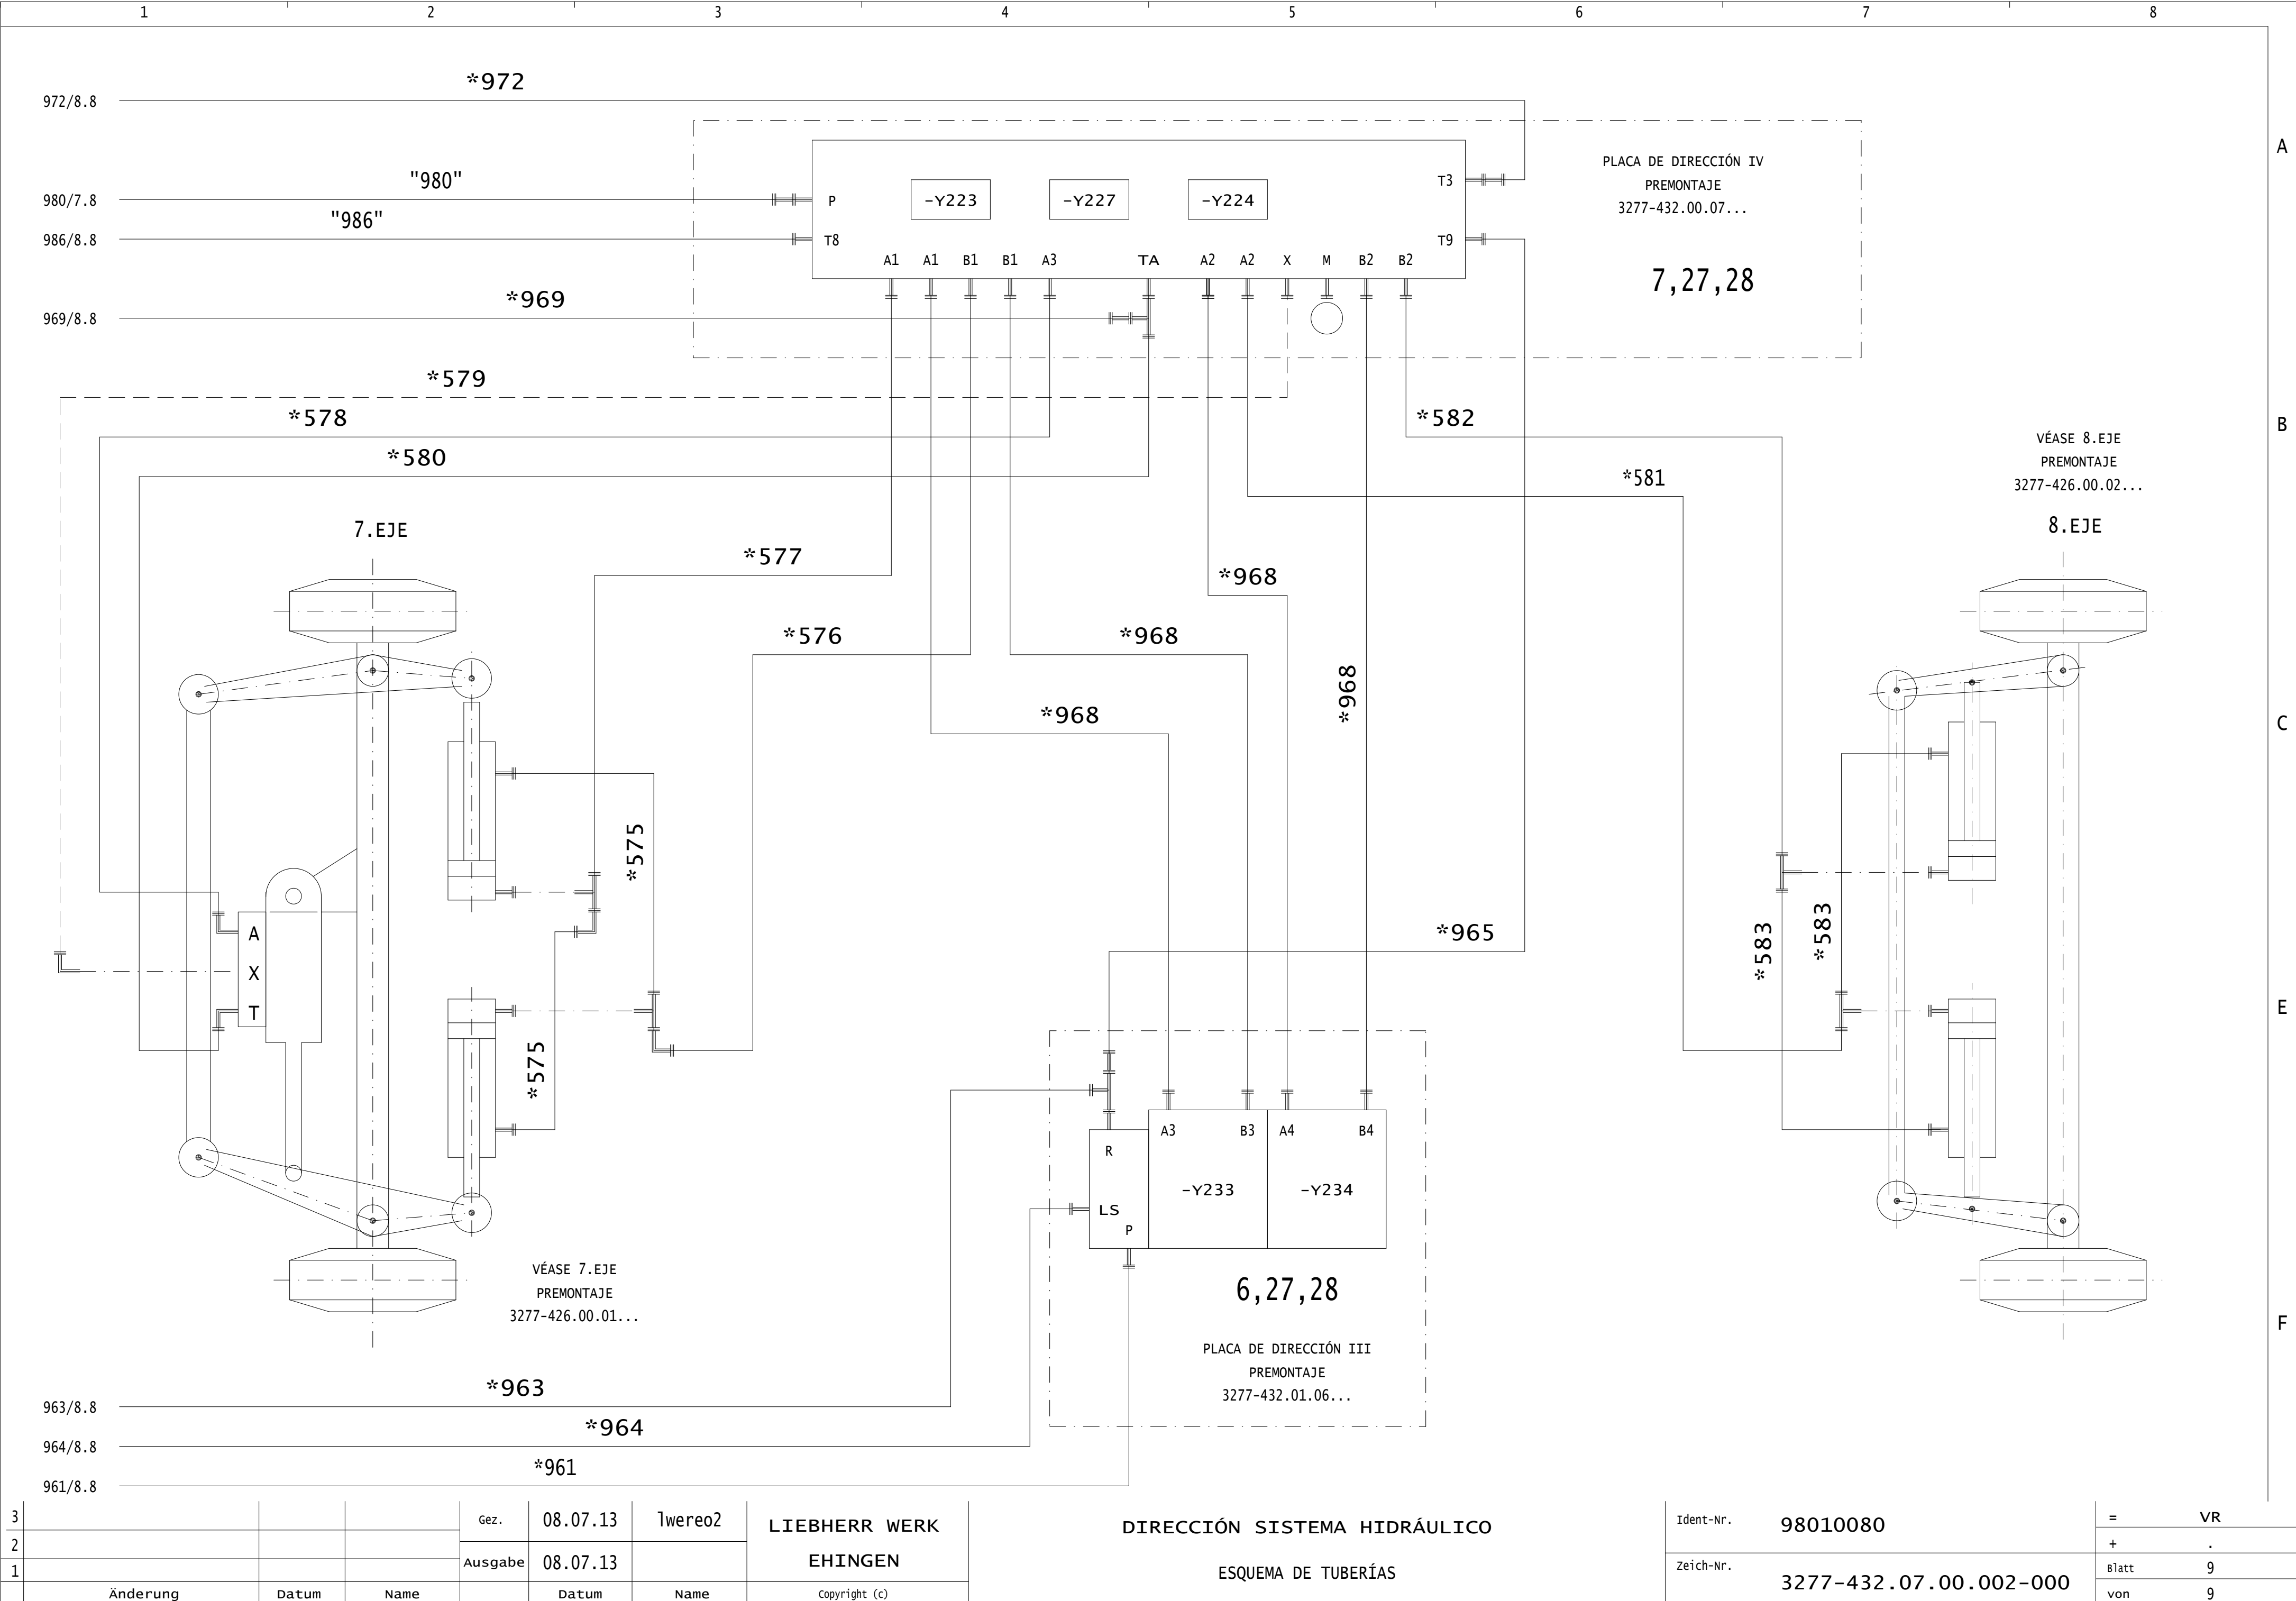 1 2 3 4 5 6 7 8
*972
972/8.8
A
PLACA DE DIRECCIÓN IV
PREMONTAJE
3277-432.00.07...
"980"
980/7.8
P
-Y223
-Y227
-Y224
T3
"986"
986/8.8
T8
T9
A1 A1 B1 B1 A3 TA A2 A2 X M B2 B2
7,27,28
*969
969/8.8
*579
*578
*582
B
*580
*581
VÉASE 8.EJE
PREMONTAJE
3277-426.00.02...
7.EJE
8.EJE
*577
*968
*576
*968
*968
*968
C
*575
*583
*583
*965
A
X
T
E
*575
A3 B3 A4 B4
R
-Y233
-Y234
LS
P
6,27,28
VÉASE 7.EJE
PREMONTAJE
3277-426.00.01...
F
PLACA DE DIRECCIÓN III
PREMONTAJE
3277-432.01.06...
*963
963/8.8
*964
964/8.8
*961
961/8.8
3
2
1
Änderung Datum Name
Gez. 08.07.13 lwereo2
Ausgabe 08.07.13
Datum Name
LIEBHERR WERK
EHINGEN
Copyright (c)
DIRECCIÓN SISTEMA HIDRÁULICO
ESQUEMA DE TUBERÍAS
Ident-Nr. 98010080
Zeich-Nr. 3277-432.07.00.002-000
= VR
+ .
Blatt 9
von 9